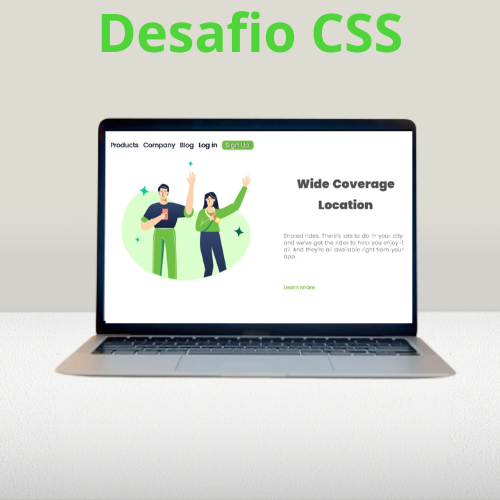 Desafio CSS
Products Company Blog Log in Sign Up
Wide Coverage
Location
Shared rides. There's lots to do in your city,
and we've got the rides to help you enjoy it
all. And they're all available right from your
app.
Learn more